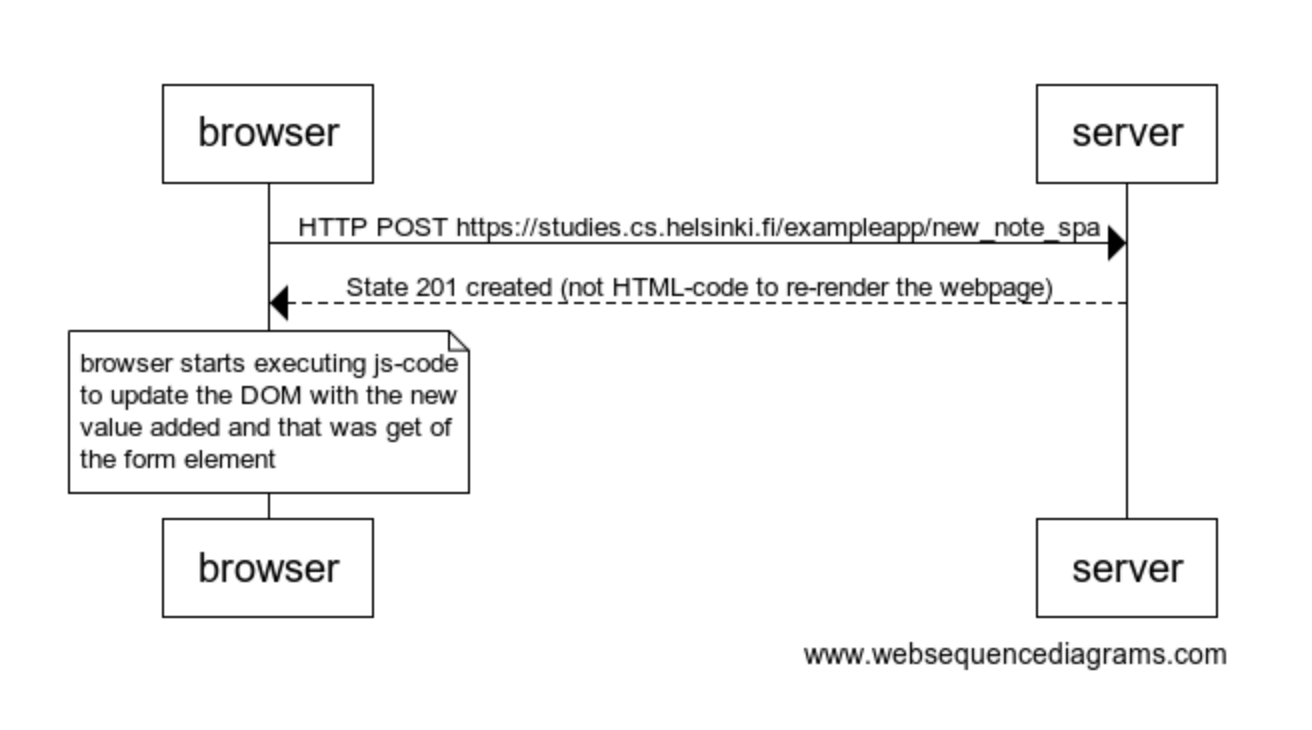 browser
server
HTTP POST https://studies.cs.helsinki.fi/exampleapp/new_note_spa
State 201 created (not HTML-code to re-render the webpage)
browser starts executing js-code
to update the DOM with the new
value added and that was get of
the form element
browser
server
www.websequencediagrams.com